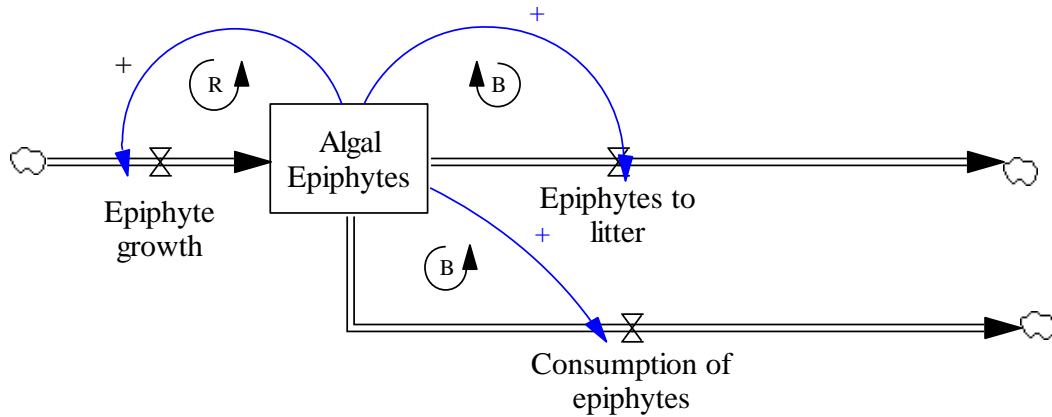 +
+
R
B
Algal
Epiphytes
Epiphyte
growth
Epiphytes to
litter
+
B
Consumption of
epiphytes